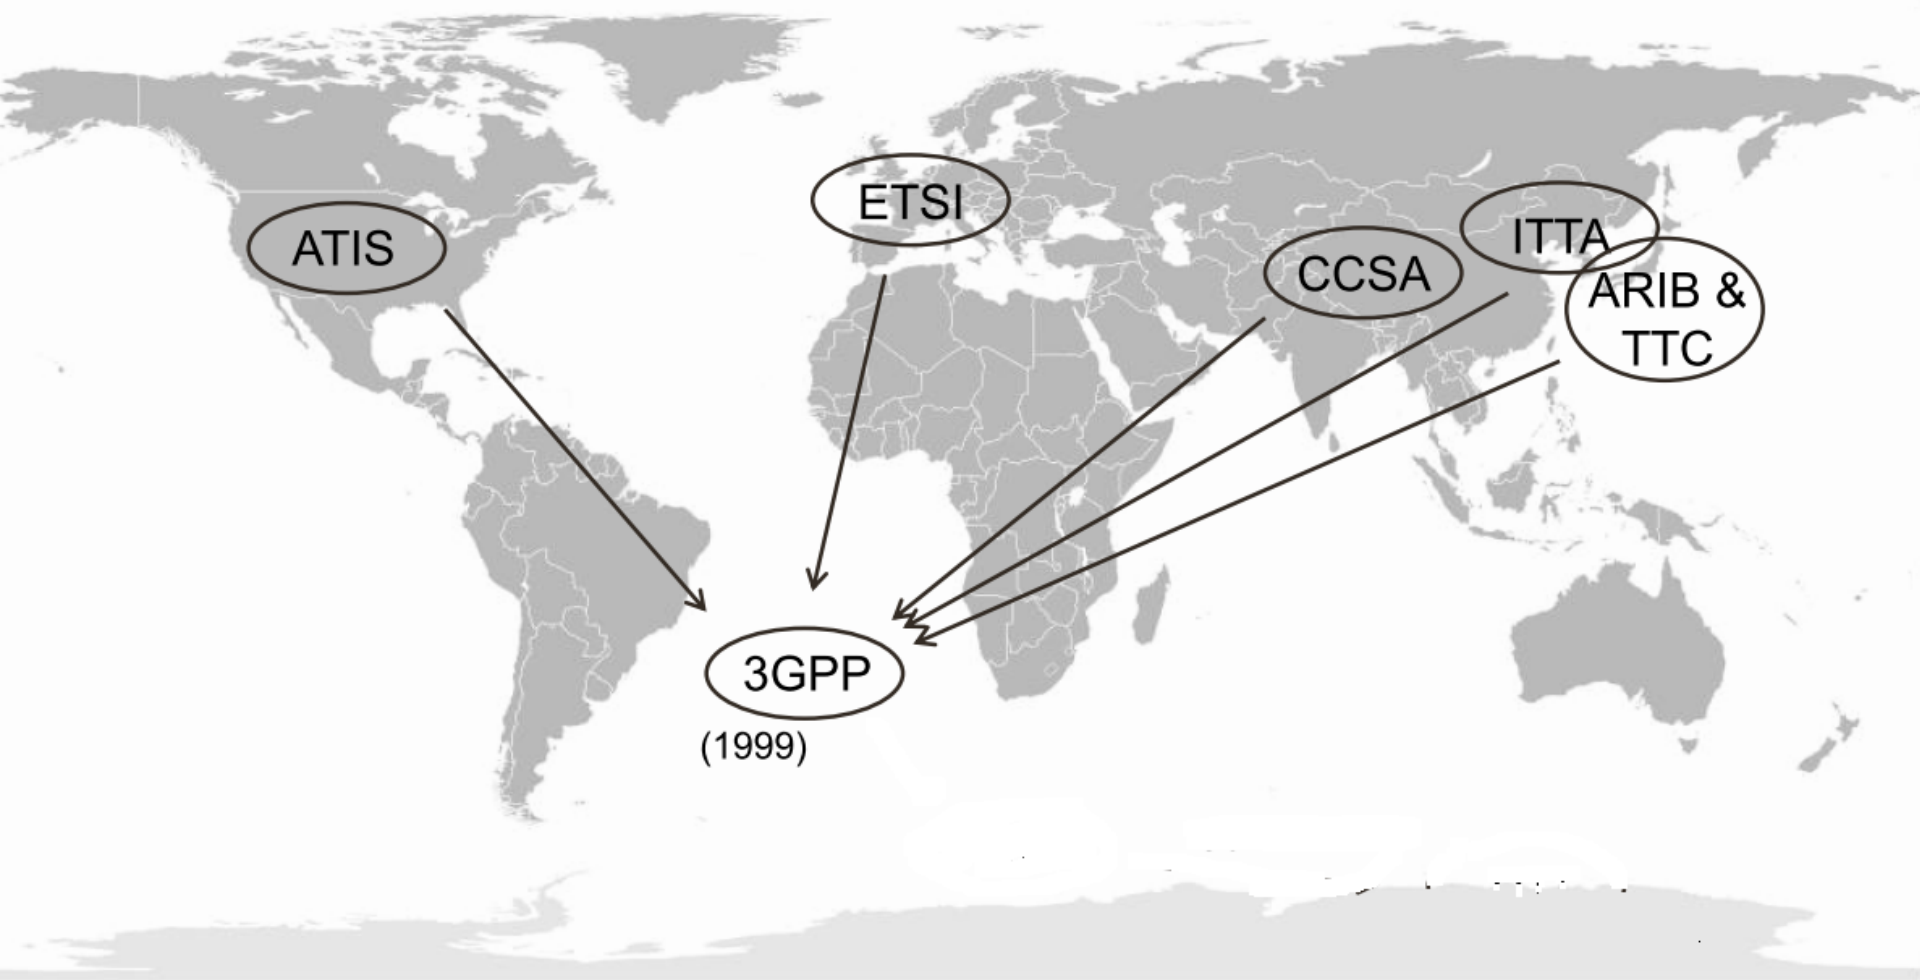 ATIS
ETSI
CCSA
ITTA
ARIB &
TTC
3GPP
(1999)